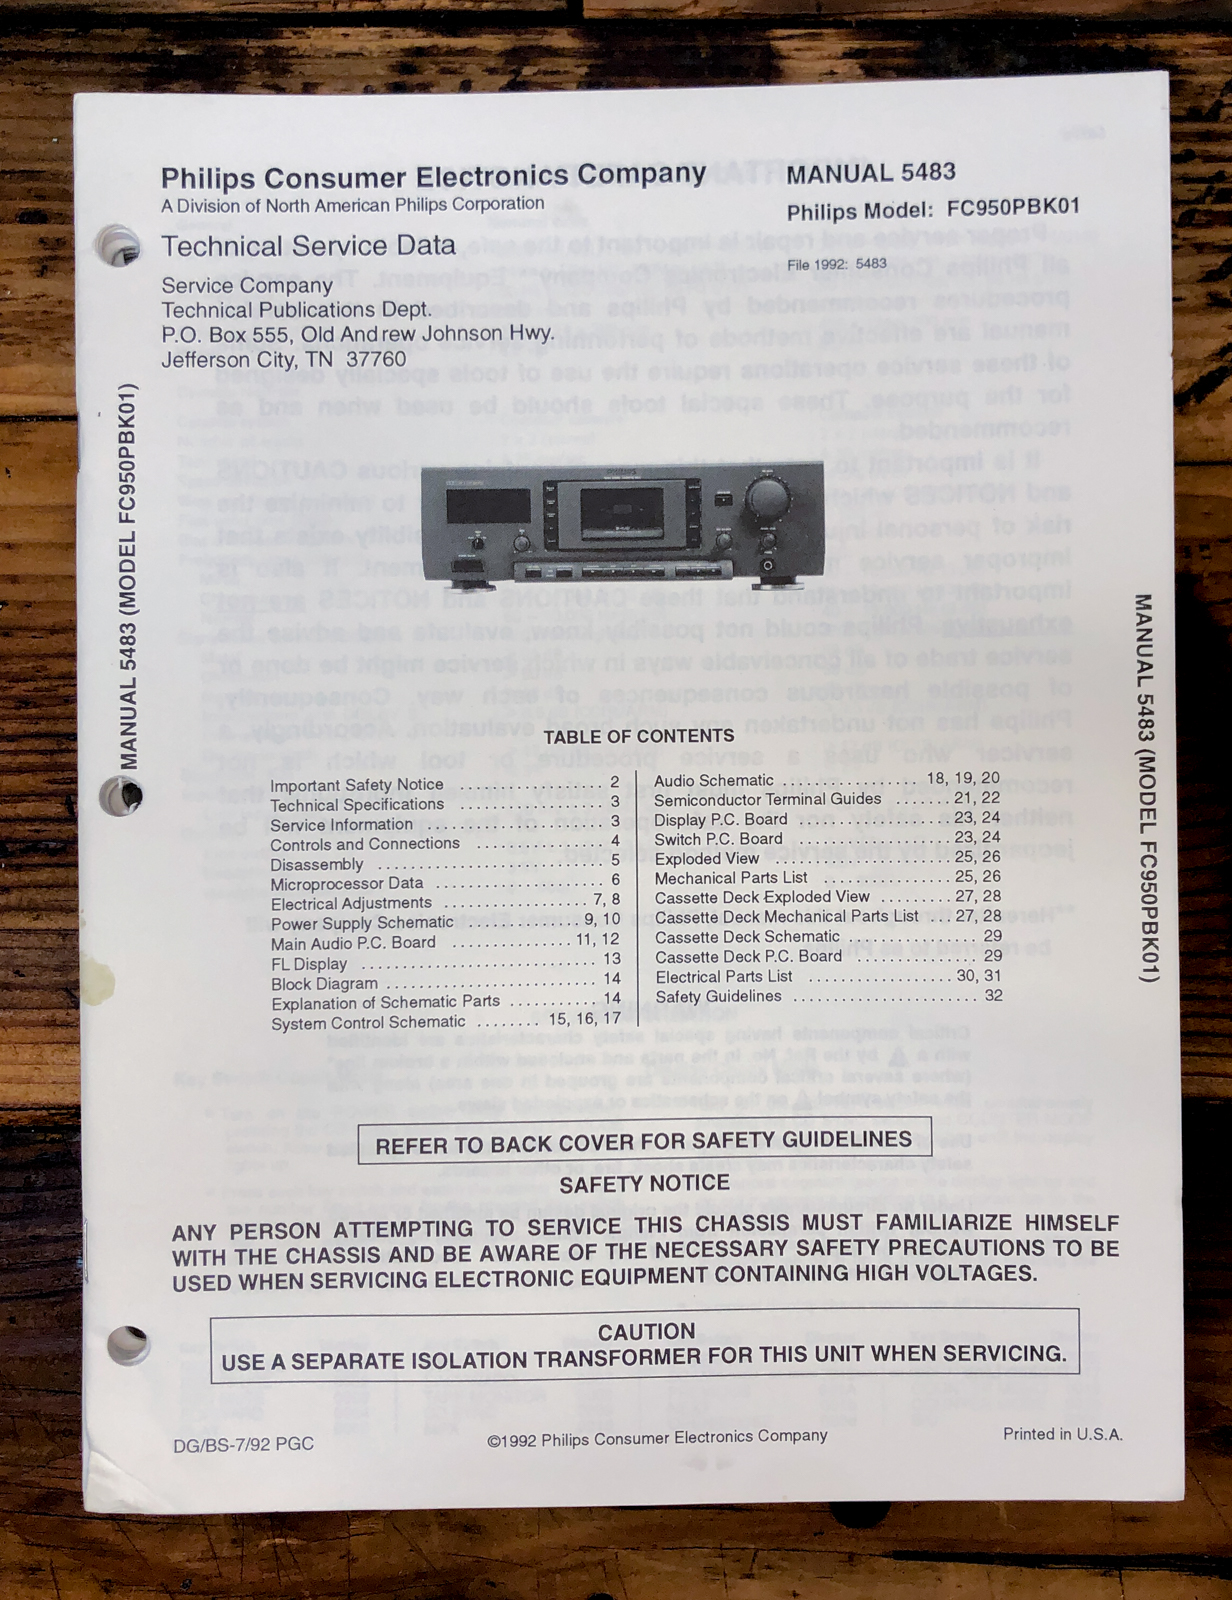 Philips Consumer Electronics Company
A Division of North American Philips Corporation
Technical Service Data
Service Company
Technical Publications Dept.
P.O. Box 555, Old Andrew Johnson Hwy.
Jefferson City, TN 37760
MANUAL 5483
Philips Model: FC950PBK01
File 1992: 5483
MANUAL 5483 (MODEL FC950PBK01)
MANUAL 5483 (MODEL FC950PBK01)
PHILIPS
TABLE OF CONTENTS
Important Safety Notice . . . . . . . . . . . . . . . . . 2
Technical Specifications . . . . . . . . . . . . . . . . . 3
Service Information . . . . . . . . . . . . . . . . . . . . 3
Controls and Connections . . . . . . . . . . . . . . . 4
Disassembly . . . . . . . . . . . . . . . . . . . . . . . . . 5
Microprocessor Data . . . . . . . . . . . . . . . . . . . 6
Electrical Adjustments . . . . . . . . . . . . . . . . . 7, 8
Power Supply Schematic . . . . . . . . . . . . . . 9, 10
Main Audio P.C. Board . . . . . . . . . . . . . . 11, 12
FL Display . . . . . . . . . . . . . . . . . . . . . . . . . 13
Block Diagram . . . . . . . . . . . . . . . . . . . . . . . 14
Explanation of Schematic Parts . . . . . . . . . . 14
System Control Schematic . . . . . . . . 15, 16, 17
Audio Schematic . . . . . . . . . . . . . . . . 18, 19, 20
Semiconductor Terminal Guides . . . . . . . 21, 22
Display P.C. Board . . . . . . . . . . . . . . . . . 23, 24
Switch P.C. Board . . . . . . . . . . . . . . . . . . 23, 24
Exploded View . . . . . . . . . . . . . . . . . . . . 25, 26
Mechanical Parts List . . . . . . . . . . . . . . . 25, 26
Cassette Deck Exploded View . . . . . . . . . 27, 28
Cassette Deck Mechanical Parts List . . . . 27, 28
Cassette Deck Schematic . . . . . . . . . . . . . . . 29
Cassette Deck P.C. Board . . . . . . . . . . . . . . . 29
Electrical Parts List . . . . . . . . . . . . . . . . . 30, 31
Safety Guidelines . . . . . . . . . . . . . . . . . . . . . . 32
REFER TO BACK COVER FOR SAFETY GUIDELINES
SAFETY NOTICE
ANY PERSON ATTEMPTING TO SERVICE THIS CHASSIS MUST FAMILIARIZE HIMSELF
WITH THE CHASSIS AND BE AWARE OF THE NECESSARY SAFETY PRECAUTIONS TO BE
USED WHEN SERVICING ELECTRONIC EQUIPMENT CONTAINING HIGH VOLTAGES.
CAUTION
USE A SEPARATE ISOLATION TRANSFORMER FOR THIS UNIT WHEN SERVICING.
DG/BS-7/92 PGC
©1992 Philips Consumer Electronics Company
Printed in U.S.A.